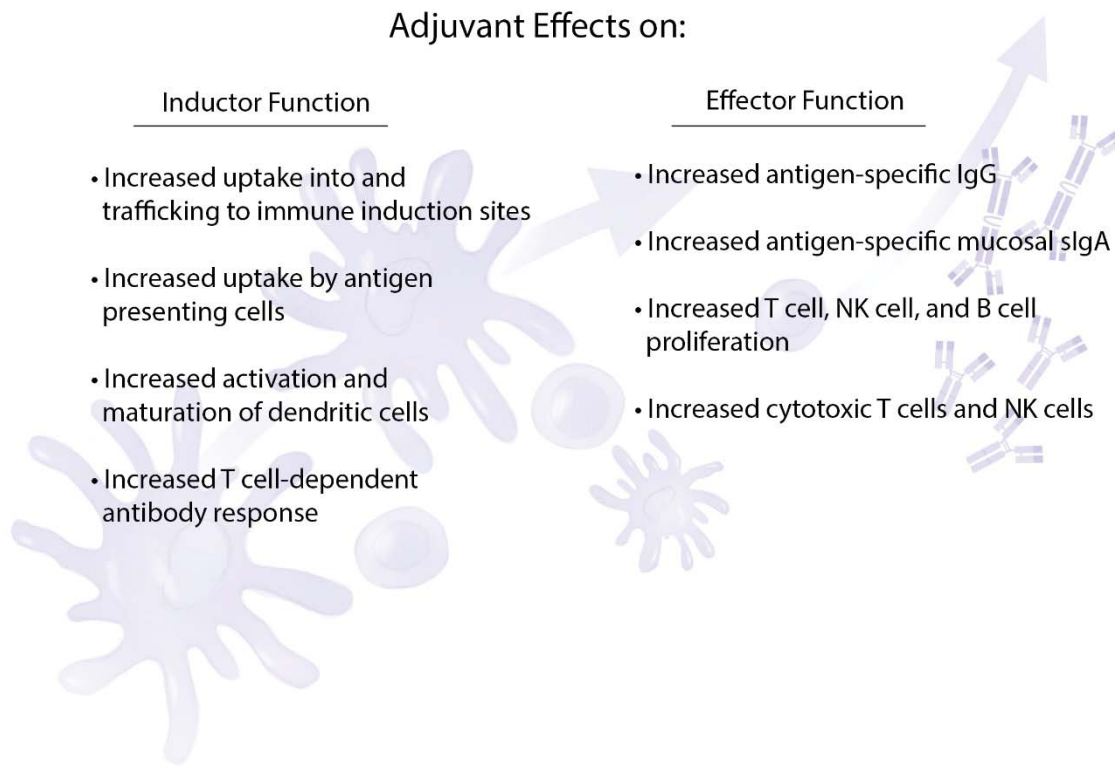 Adjuvant Effects on:
Inductor Function
• Increased uptake into and
trafficking to immune induction sites
• Increased uptake by antigen
presenting cells
• Increased activation and
maturation of dendritic cells
• Increased T cell-dependent
antibody response
Effector Function
• Increased antigen-specific IgG
• Increased antigen-specific mucosal sIgA
• Increased T cell, NK cell, and B cell
proliferation
• Increased cytotoxic T cells and NK cells